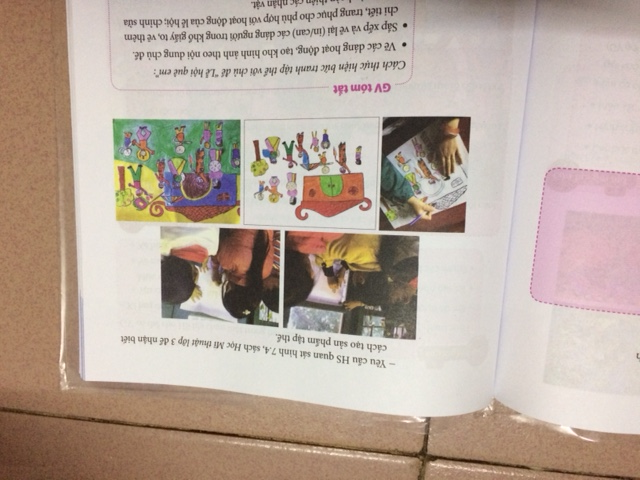 – Yêu cầu HS quan sát hình 7.4, sách Học Mĩ thuật lớp 3 để nhận biết
cách tạo sản phẩm tập thể.
GV tóm tắt
Cách thực hiện bức tranh tập thể với chủ đề "Lễ hội quê em":
• Vẽ các dáng hoạt động, tạo kho hình ảnh theo nội dung chủ đề.
• Sắp xếp và vẽ lại (in/can) các dáng người trong khổ giấy to, vẽ thêm
chi tiết, trang phục cho phù hợp với hoạt động của lễ hội; chỉnh sửa
các nhân vật.